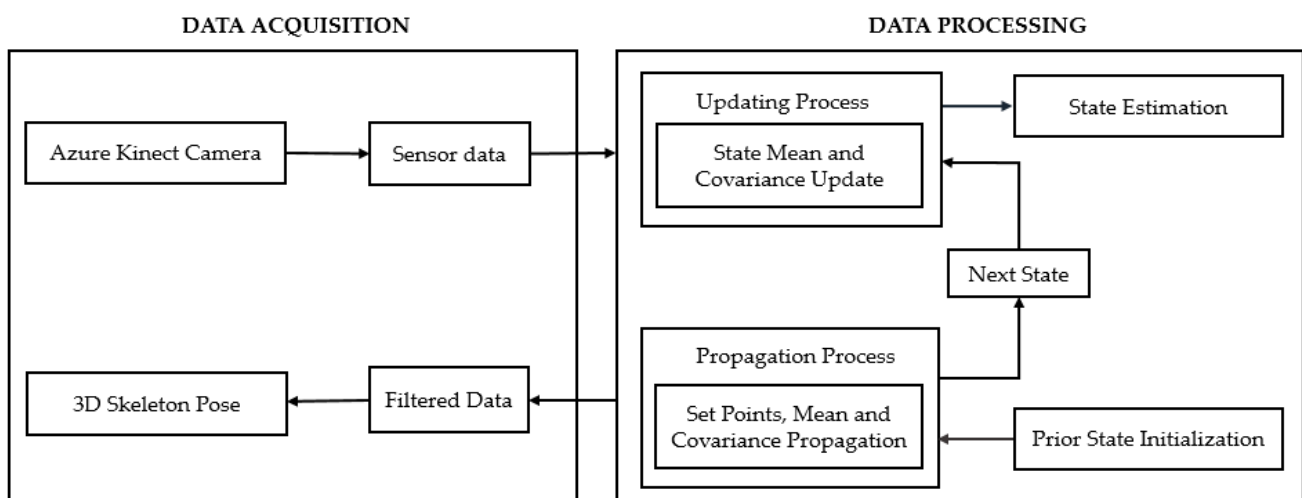 DATA ACQUISITION
DATA PROCESSING
Azure Kinect Camera
Sensor data
Updating Process
State Mean and
Covariance Update
State Estimation
Next State
3D Skeleton Pose
Filtered Data
Propagation Process
Set Points, Mean and
Covariance Propagation
Prior State Initialization